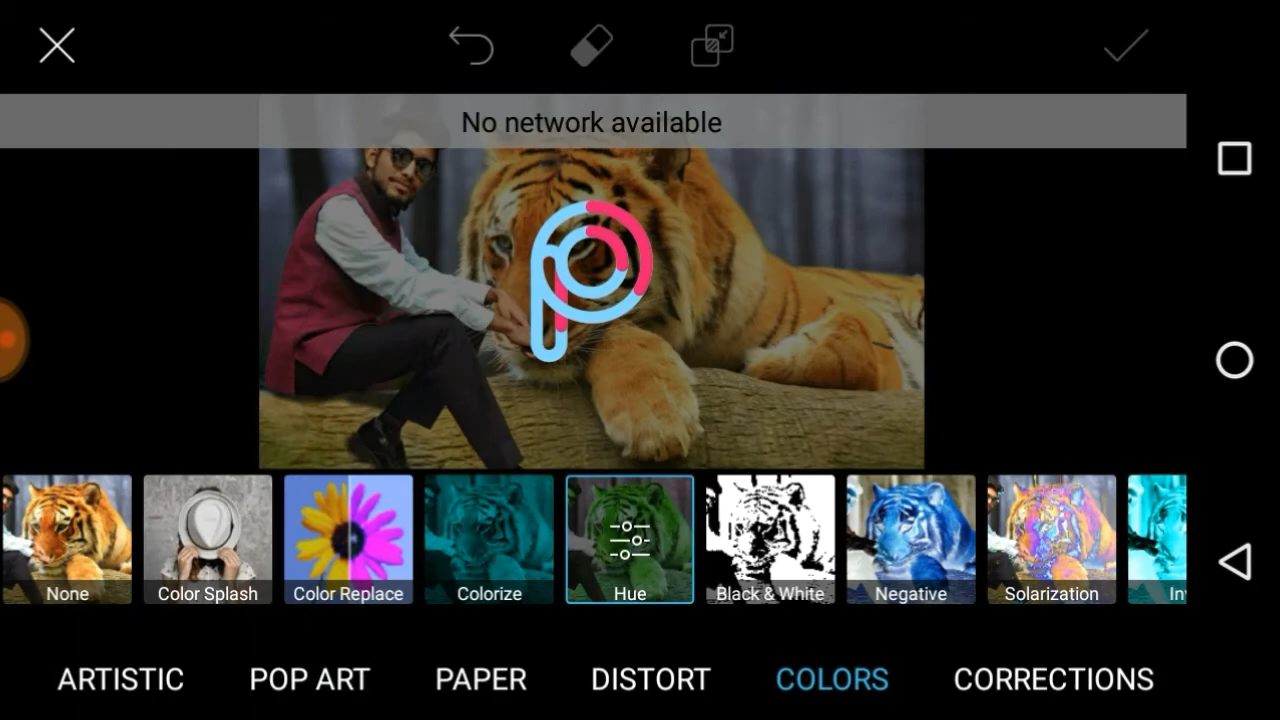 No network available
None
Color Splash
Color Replace
Colorize
Hue
Black & White
Negative
Solarization
ARTISTIC
POP ART
PAPER
DISTORT
COLORS
CORRECTIONS